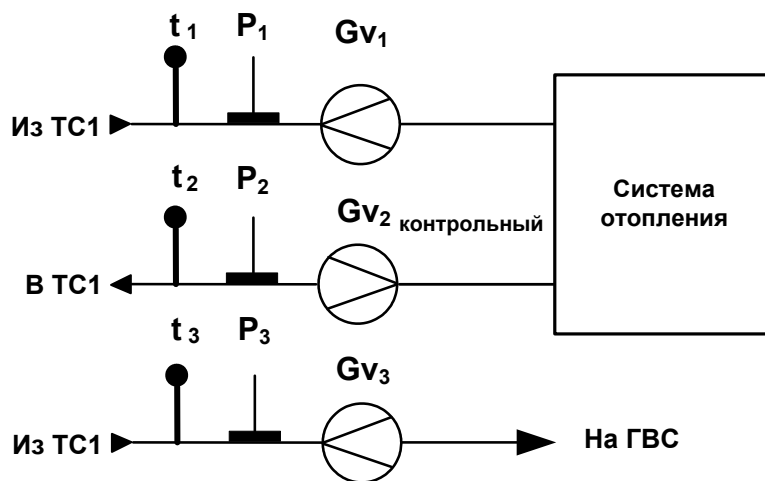 t1 P1 Gv1
Из ТС1
Система
отопления
t2 P2 Gv2 контрольный
В ТС1
t3 P3 Gv3
Из ТС1
На ГВС